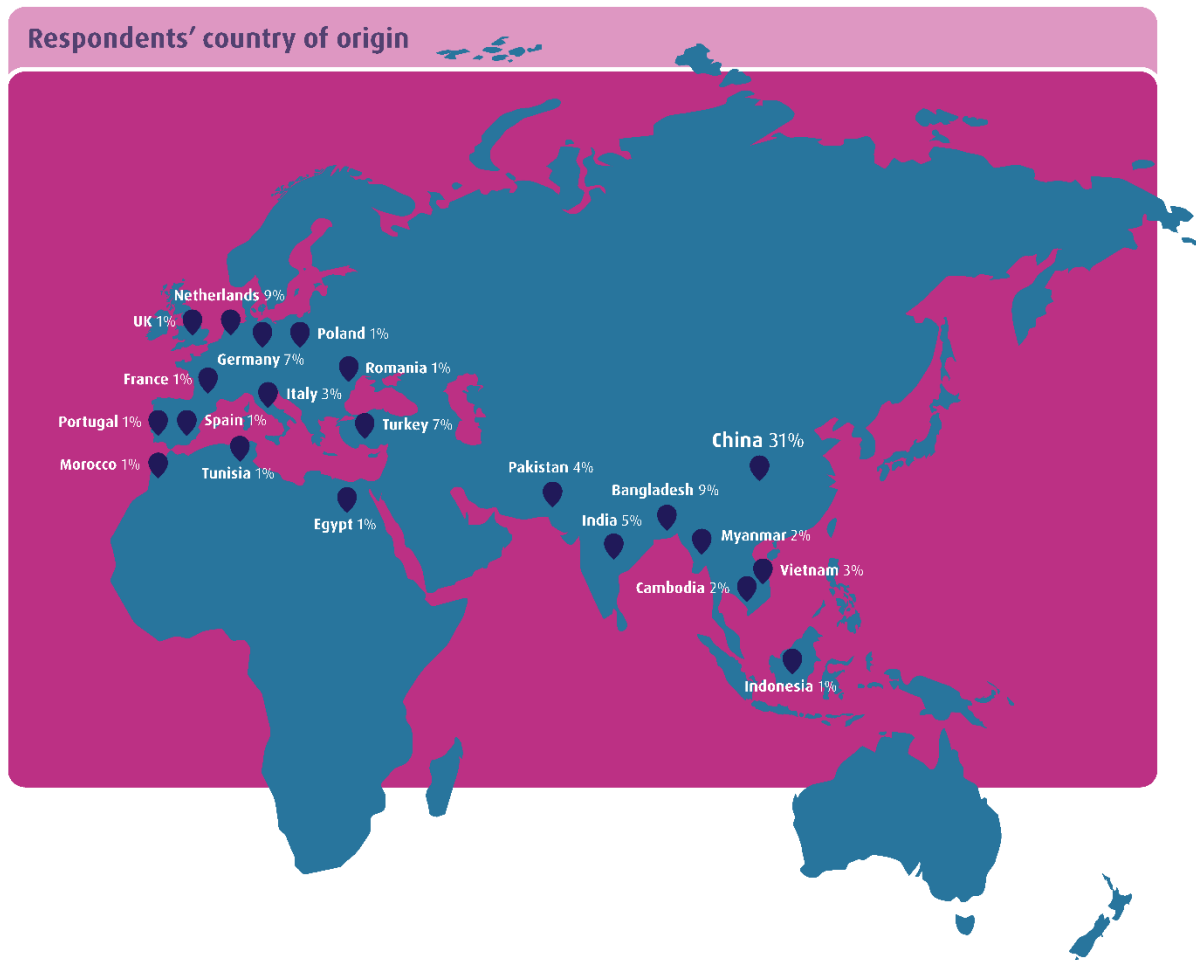 Respondents’ country of origin
Netherlands 9%
UK 1%
Poland 1%
Germany 7%
Romania 1%
France 1%
Italy 3%
Portugal 1%
Spain 1%
Turkey 7%
China 31%
Morocco 1%
Tunisia 1%
Pakistan 4%
Bangladesh 9%
Egypt 1%
India 5%
Myanmar 2%
Vietnam 3%
Cambodia 2%
Indonesia 1%